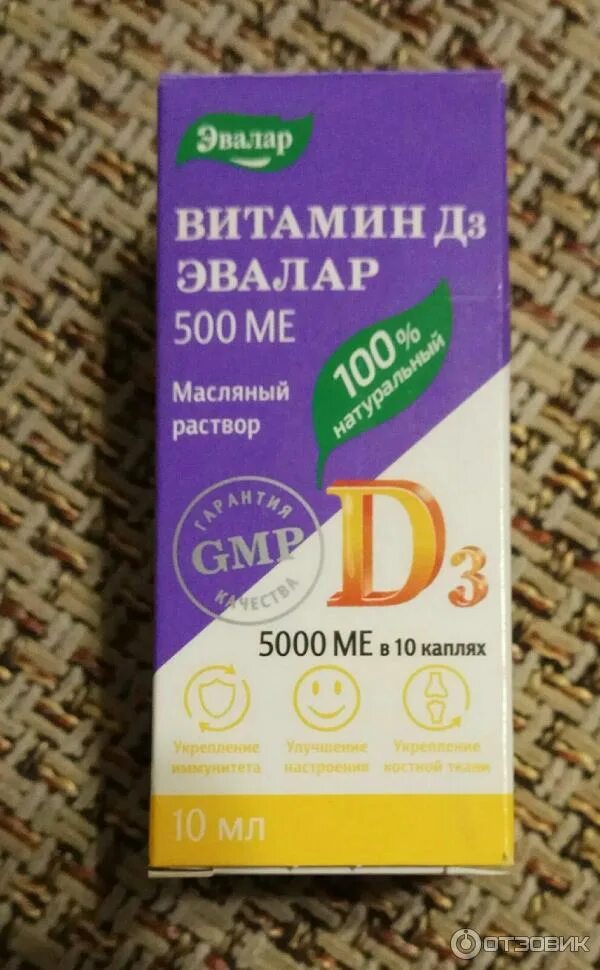 Эвалар
ВИТАМИН Д3
ЭВАЛАР
500 МЕ
100%
натуральный
Масляный
раствор
ГАРАНТИЯ
GMP
КАЧЕСТВА
D3
5000 МЕ в 10 каплях
Укрепление
иммунитета
Улучшение
настроения
Укрепление
костной ткани
10 мл
ОТЗОВИК